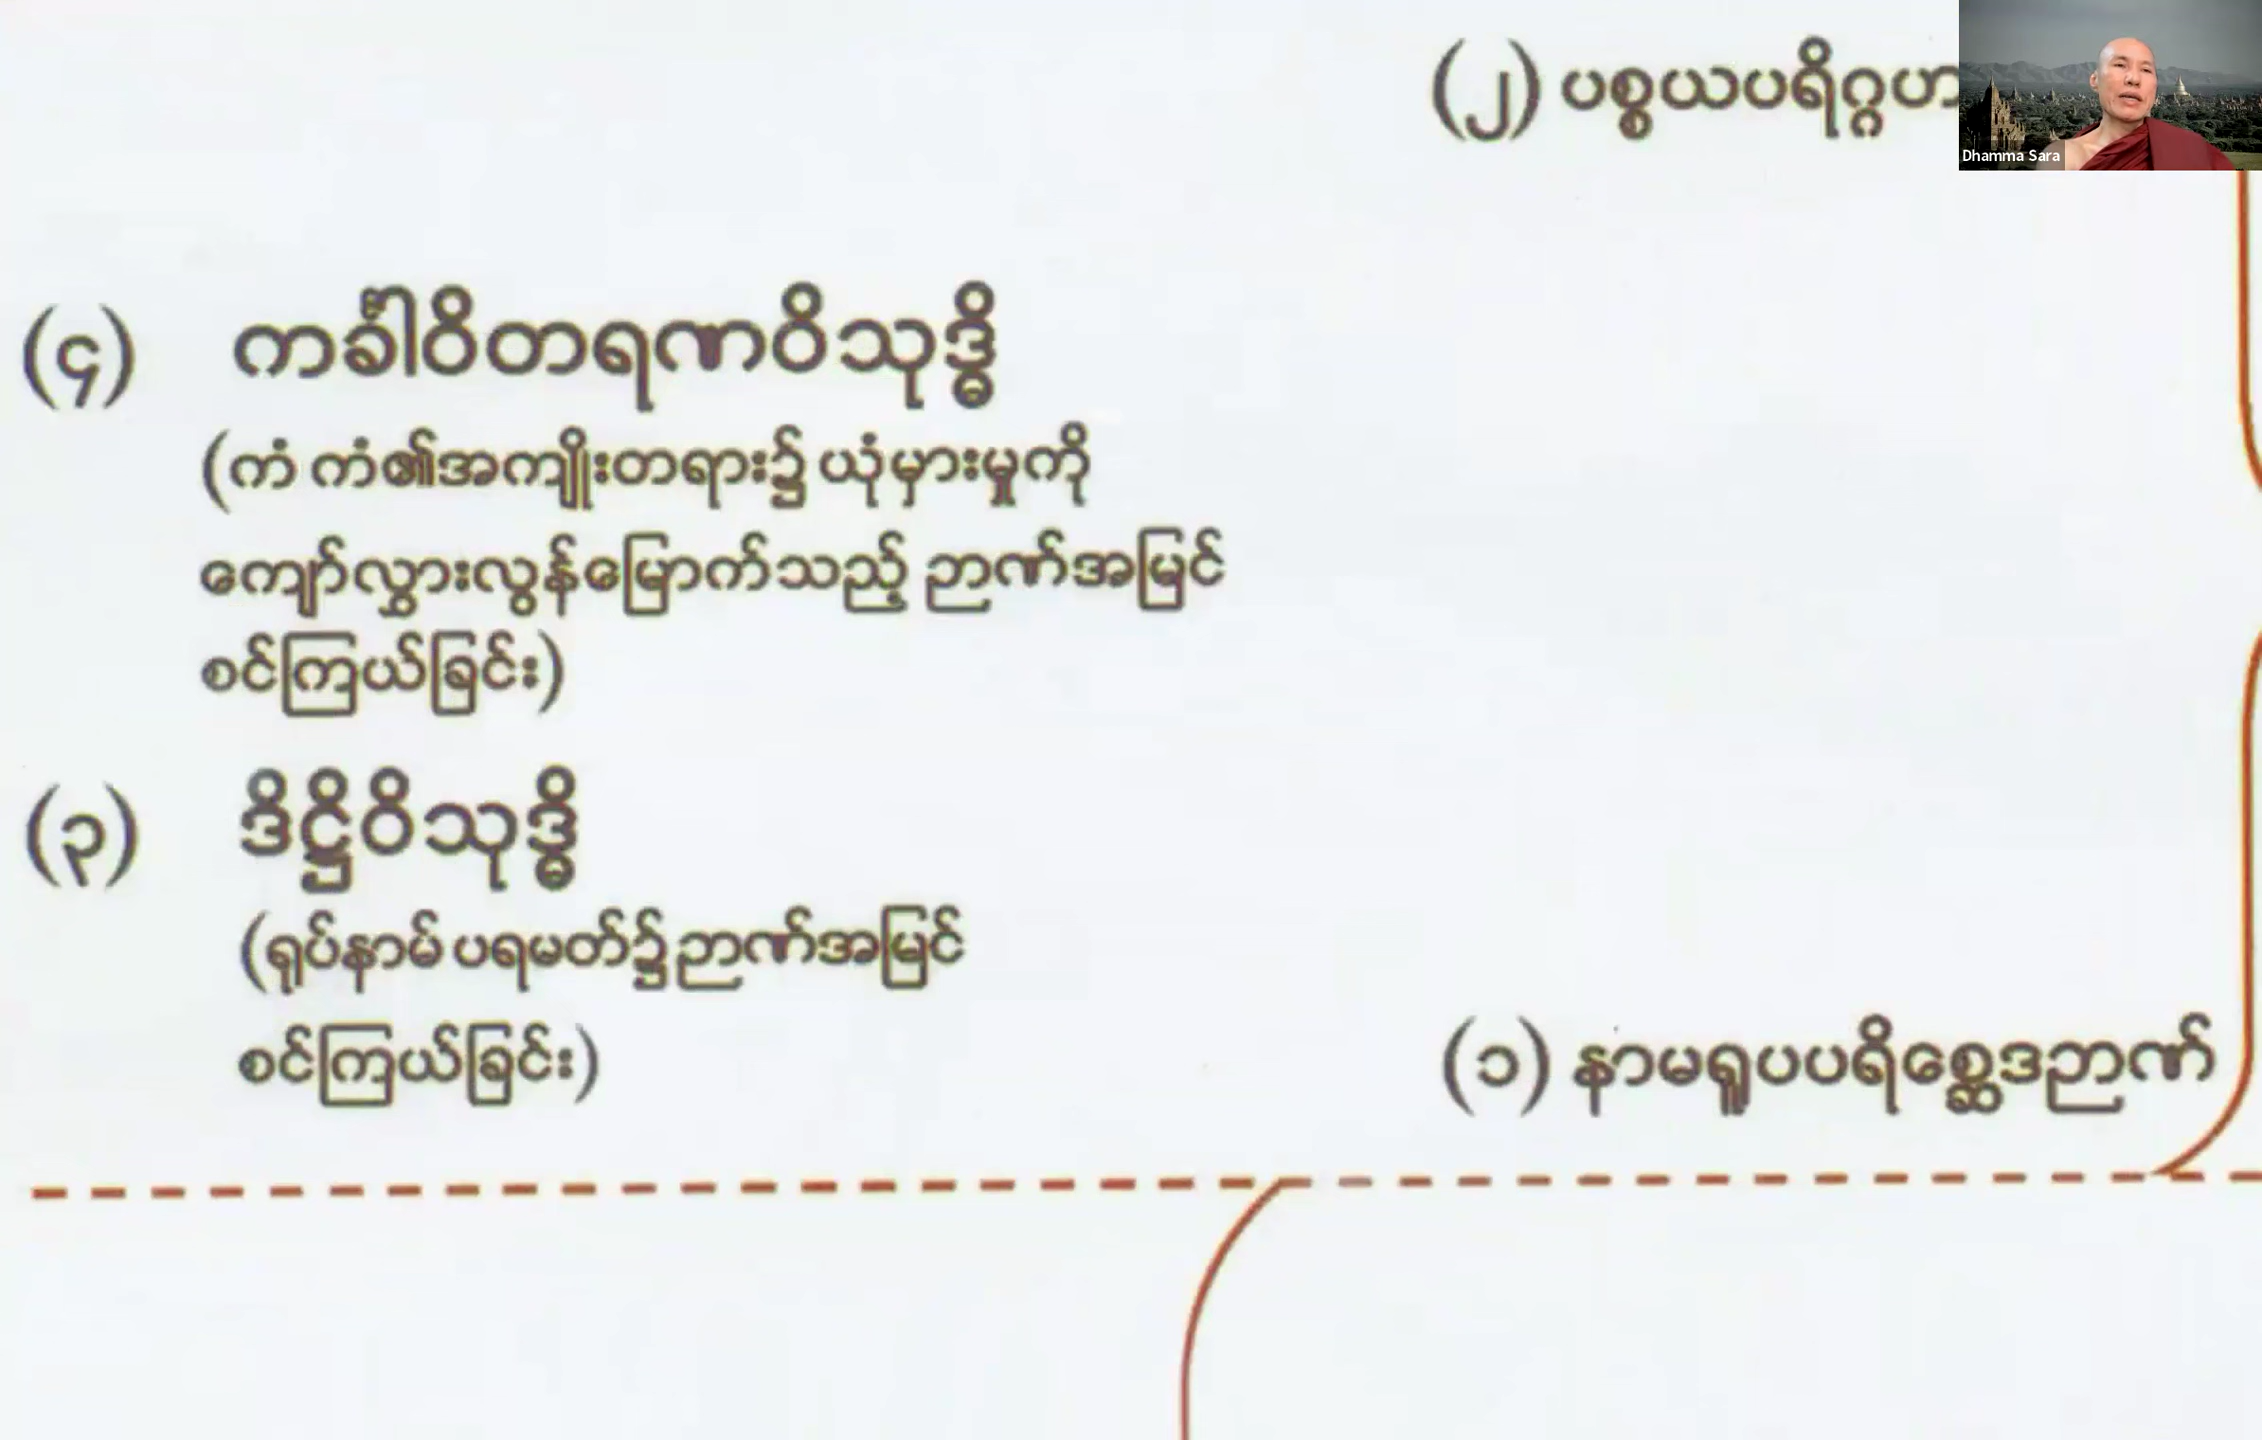 (၂) ပစ္စယပရိဂ္ဂဟ
Dhamma Sara
(၄) ကင်္ခါဝိတရဏဝိသုဒ္ဓိ
(ကံ ကံ၏အကျိုးတရား၌ ယုံမှားမှုကို
ကျော်လွှားလွန်မြောက်သည့် ဉာဏ်အမြင်
စင်ကြယ်ခြင်း)
(၃) ဒိဋ္ဌိဝိသုဒ္ဓိ
(ရုပ်နာမ် ပရမတ်၌ ဉာဏ်အမြင်
စင်ကြယ်ခြင်း)
(၁) နာမရူပပရိစ္ဆေဒဉာဏ်